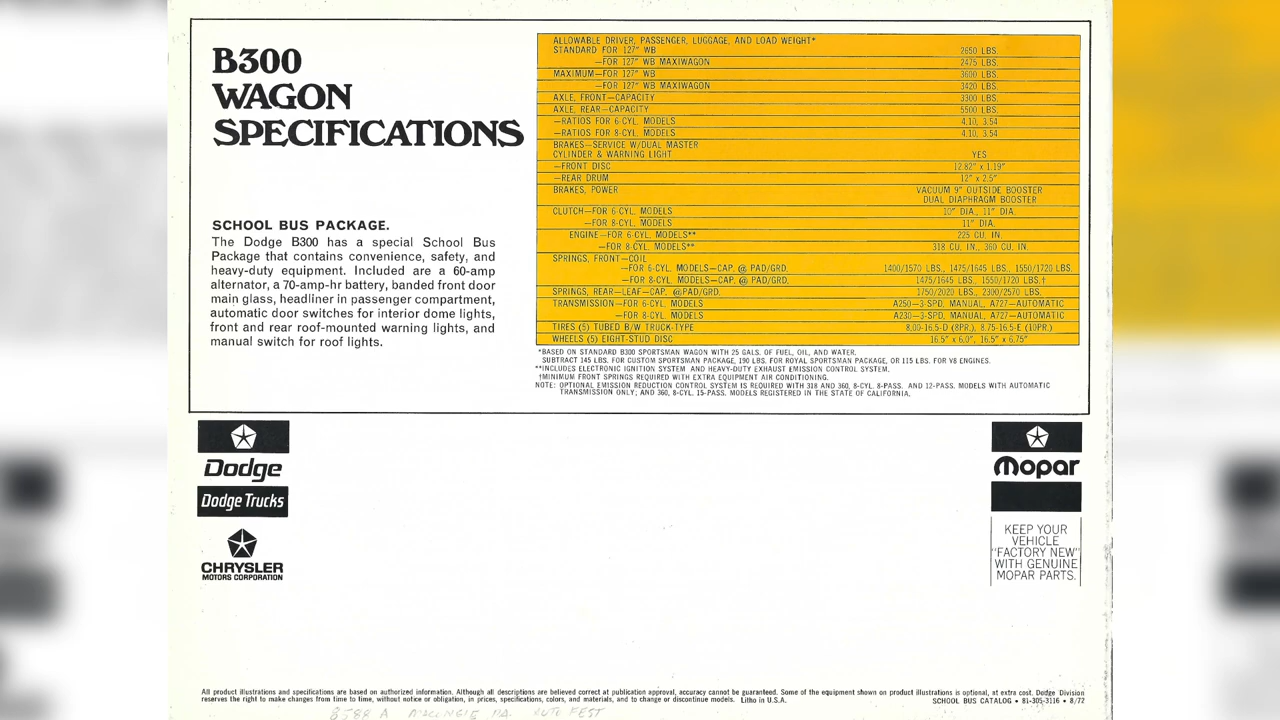 B300
WAGON
SPECIFICATIONS
SCHOOL BUS PACKAGE.
The Dodge B300 has a special School Bus
Package that contains convenience, safety, and
heavy-duty equipment. Included are a 60-amp
alternator, a 70-amp-hr battery, banded front door
main glass, headliner in passenger compartment,
automatic door switches for interior dome lights,
front and rear roof-mounted warning lights, and
manual switch for roof lights.
ALLOWABLE DRIVER, PASSENGER, LUGGAGE, AND LOAD WEIGHT*
STANDARD FOR 127" WB 2650 LBS.
—FOR 127" WB MAXIWAGON 2475 LBS.
MAXIMUM—FOR 127" WB 3600 LBS.
—FOR 127" WB MAXIWAGON 3420 LBS.
AXLE, FRONT—CAPACITY 3300 LBS.
AXLE, REAR—CAPACITY 5500 LBS.
—RATIOS FOR 6-CYL. MODELS 4.10, 3.54
—RATIOS FOR 8-CYL. MODELS 4.10, 3.54
BRAKES—SERVICE W/DUAL MASTER
CYLINDER & WARNING LIGHT YES
—FRONT DISC 12.82" x 1.19"
—REAR DRUM 12" x 2.5"
BRAKES, POWER VACUUM 9" OUTSIDE BOOSTER
DUAL DIAPHRAGM BOOSTER
CLUTCH—FOR 6-CYL. MODELS 10" DIA., 11" DIA.
—FOR 8-CYL. MODELS 11" DIA.
ENGINE—FOR 6-CYL. MODELS** 225 CU. IN.
—FOR 8-CYL. MODELS** 318 CU. IN., 360 CU. IN.
SPRINGS, FRONT—COIL
—FOR 6-CYL. MODELS—CAP. @ PAD/GRD. 1400/1570 LBS., 1475/1645 LBS., 1550/1720 LBS.
—FOR 8-CYL. MODELS—CAP. @ PAD/GRD. 1475/1645 LBS., 1550/1720 LBS.†
SPRINGS, REAR—LEAF—CAP. @PAD/GRD. 1750/2020 LBS., 2300/2570 LBS.
TRANSMISSION—FOR 6-CYL. MODELS A250—3-SPD. MANUAL, A727—AUTOMATIC
—FOR 8-CYL. MODELS A230—3-SPD. MANUAL, A727—AUTOMATIC
TIRES (5) TUBED B/W TRUCK-TYPE 8.00-16.5-D (8PR.), 8.75-16.5-E (10PR.)
WHEELS (5) EIGHT-STUD DISC 16.5" x 6.0", 16.5" x 6.75"
*BASED ON STANDARD B300 SPORTSMAN WAGON WITH 25 GALS. OF FUEL, OIL, AND WATER.
SUBTRACT 145 LBS. FOR CUSTOM SPORTSMAN PACKAGE, 190 LBS. FOR ROYAL SPORTSMAN PACKAGE, OR 115 LBS. FOR V8 ENGINES.
**INCLUDES ELECTRONIC IGNITION SYSTEM AND HEAVY-DUTY EXHAUST EMISSION CONTROL SYSTEM.
†MINIMUM FRONT SPRINGS REQUIRED WITH EXTRA EQUIPMENT AIR CONDITIONING.
NOTE: OPTIONAL EMISSION REDUCTION CONTROL SYSTEM IS REQUIRED WITH 318 AND 360, 8-CYL. 8-PASS. AND 12-PASS. MODELS WITH AUTOMATIC
TRANSMISSION ONLY; AND 360, 8-CYL. 15-PASS. MODELS REGISTERED IN THE STATE OF CALIFORNIA.
Dodge
Dodge Trucks
CHRYSLER
MOTORS CORPORATION
Mopar
KEEP YOUR
VEHICLE
"FACTORY NEW"
WITH GENUINE
MOPAR PARTS.
All product illustrations and specifications are based on authorized information. Although all descriptions are believed correct at publication approval, accuracy cannot be guaranteed. Some of the equipment shown on product illustrations is optional, at extra cost. Dodge Division
reserves the right to make changes from time to time, without notice or obligation, in prices, specifications, colors, and materials, and to change or discontinue models. Litho in U.S.A.
SCHOOL BUS CATALOG • 81-305-3116 • 8/72